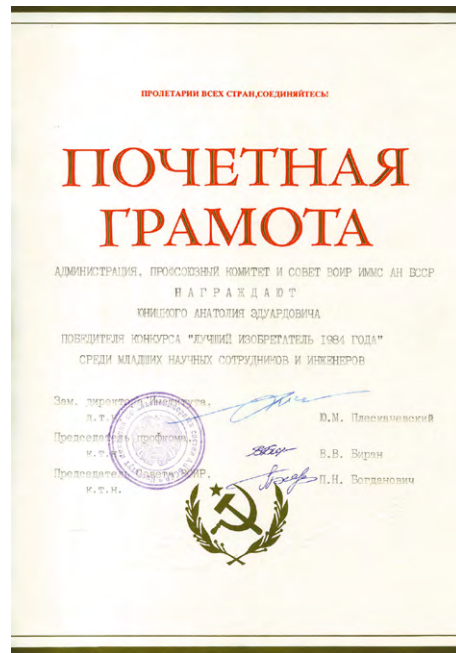 ПРОЛЕТАРИИ ВСЕХ СТРАН,СОЕДИНЯЙТЕСЬ!
ПОЧЕТНАЯ
ГРАМОТА
АДМИНИСТРАЦИЯ, ПРОФСОЮЗНЫЙ КОМИТЕТ И СОВЕТ ВОИР ИММС АН БССР
НАГРАЖДАЮТ
ЮНИЦКОГО АНАТОЛИЯ ЭДУАРДОВИЧА
ПОБЕДИТЕЛЯ КОНКУРСА "ЛУЧШИЙ ИЗОБРЕТАТЕЛЬ 1984 ГОДА"
СРЕДИ МЛАДШИХ НАУЧНЫХ СОТРУДНИКОВ И ИНЖЕНЕРОВ
Зам. директора Института.
д.т.н. Ю.М. Плескачевский
Председатель профкома,
к.т.н. В.В. Биран
Председатель Совета ВОИР.
к.т.н. П.Н. Богданович